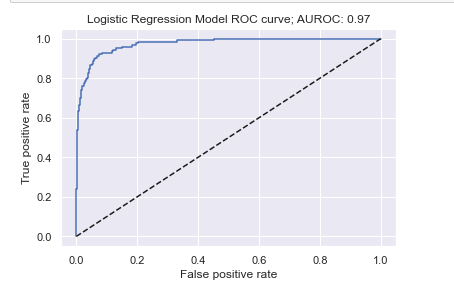 Logistic Regression Model ROC curve; AUROC: 0.97
1.0
0.8
0.6
0.4
0.2
0.0
True positive rate
0.0 0.2 0.4 0.6 0.8 1.0
False positive rate